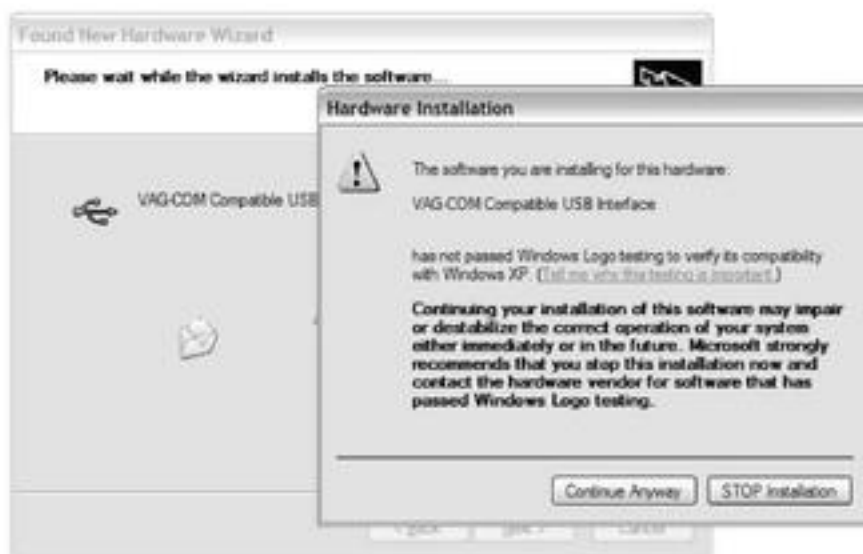 Found New Hardware Wizard
Please wait while the wizard installs the software...
VAG-COM Compatible USB
Hardware Installation
The software you are installing for this hardware:
VAG-COM Compatible USB Interface
has not passed Windows Logo testing to verify its compatibility
with Windows XP. (Tell me why this testing is important.)
Continuing your installation of this software may impair
or destabilize the correct operation of your system
either immediately or in the future. Microsoft strongly
recommends that you stop this installation now and
contact the hardware vendor for software that has
passed Windows Logo testing.
Continue Anyway
STOP Installation
< Back
Next >
Cancel